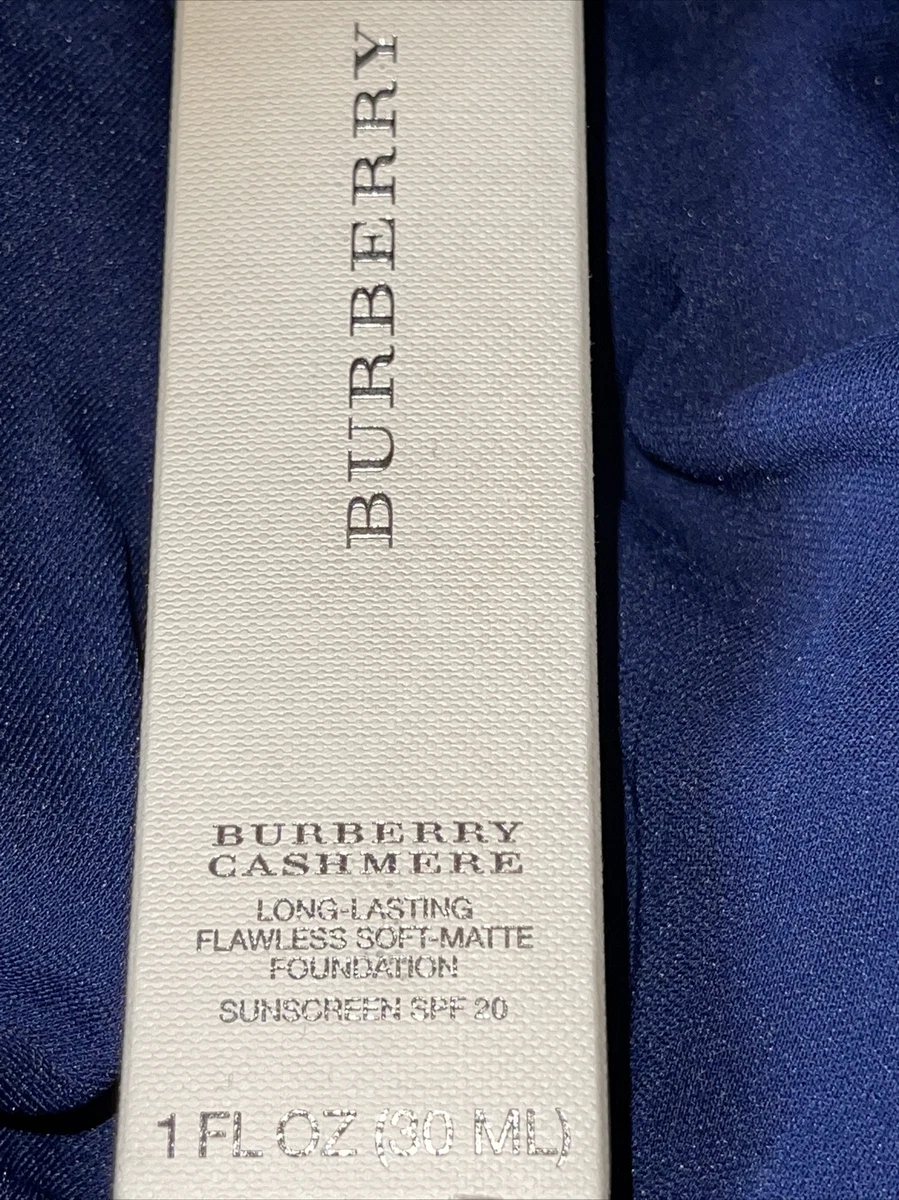 BURBERRY
BURBERRY
CASHMERE
LONG-LASTING
FLAWLESS SOFT-MATTE
FOUNDATION
SUNSCREEN SPF 20
1 FL OZ (30 ML)